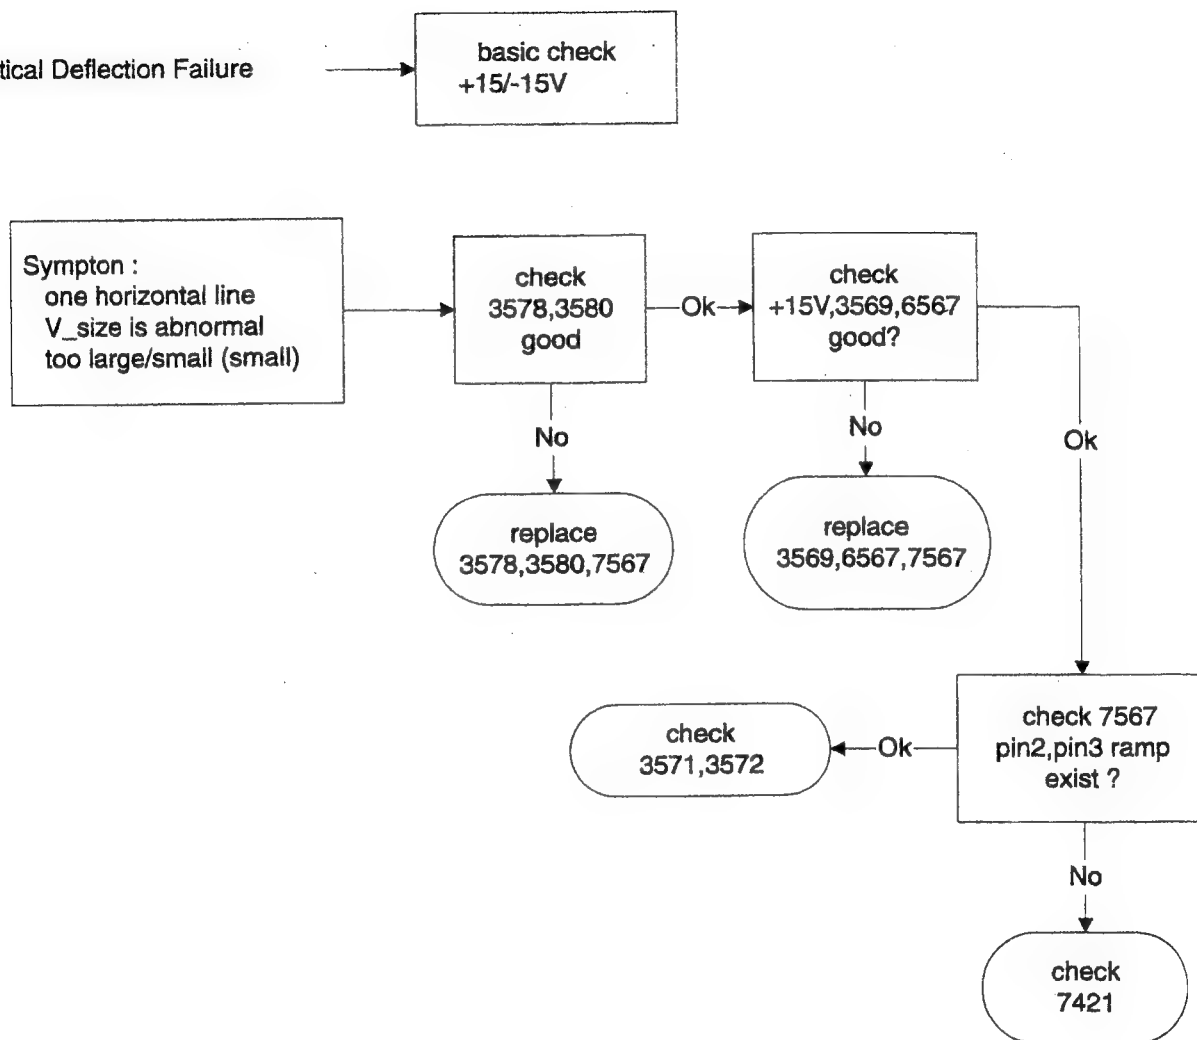 tical Deflection Failure
basic check
+15/-15V
Sympton :
one horizontal line
V_size is abnormal
too large/small (small)
check
3578,3580
good
Ok
check
+15V,3569,6567
good?
Ok
No
replace
3578,3580,7567
No
replace
3569,6567,7567
check 7567
pin2,pin3 ramp
exist ?
Ok
check
3571,3572
No
check
7421